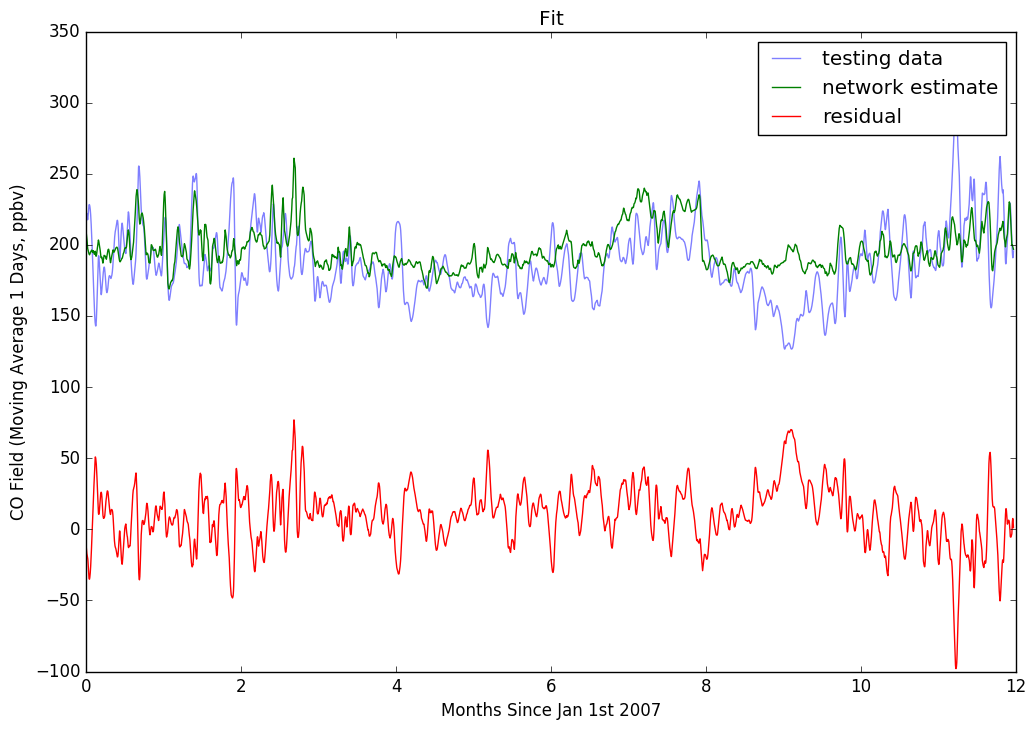 Fit
350
300
250
200
150
100
50
0
−50
−100
CO Field (Moving Average 1 Days, ppbv)
testing data
network estimate
residual
0 2 4 6 8 10 12
Months Since Jan 1st 2007